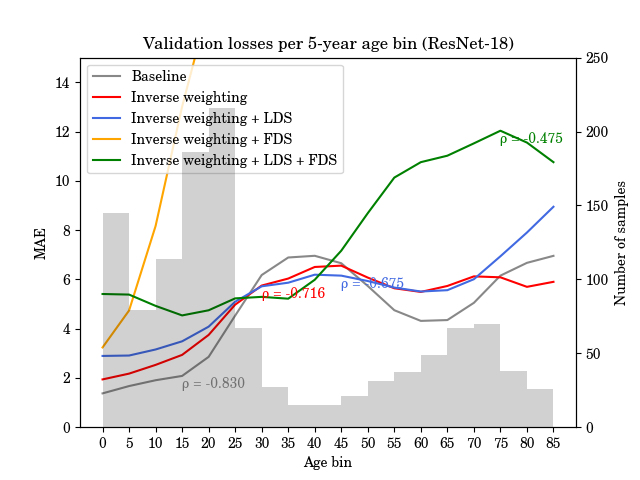 Validation losses per 5-year age bin (ResNet-18)
Baseline
Inverse weighting
Inverse weighting + LDS
Inverse weighting + FDS
Inverse weighting + LDS + FDS
ρ = -0.475
ρ = -0.675
ρ = -0.716
ρ = -0.830
MAE
14
12
10
8
6
4
2
0
250
200
150
100
50
0
Number of samples
0 5 10 15 20 25 30 35 40 45 50 55 60 65 70 75 80 85
Age bin